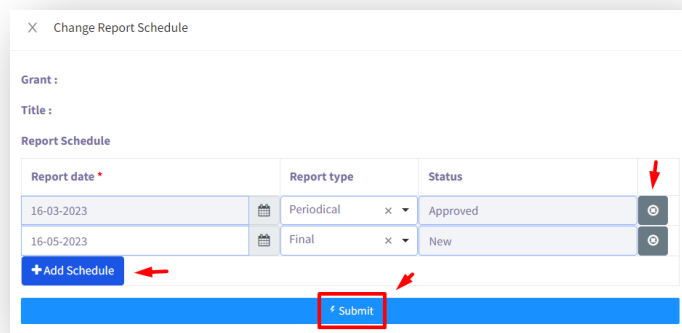 Change Report Schedule
Grant :
Title :
Report Schedule
Report date * Report type Status
16-03-2023 Periodical Approved
16-05-2023 Final New
Add Schedule
Submit